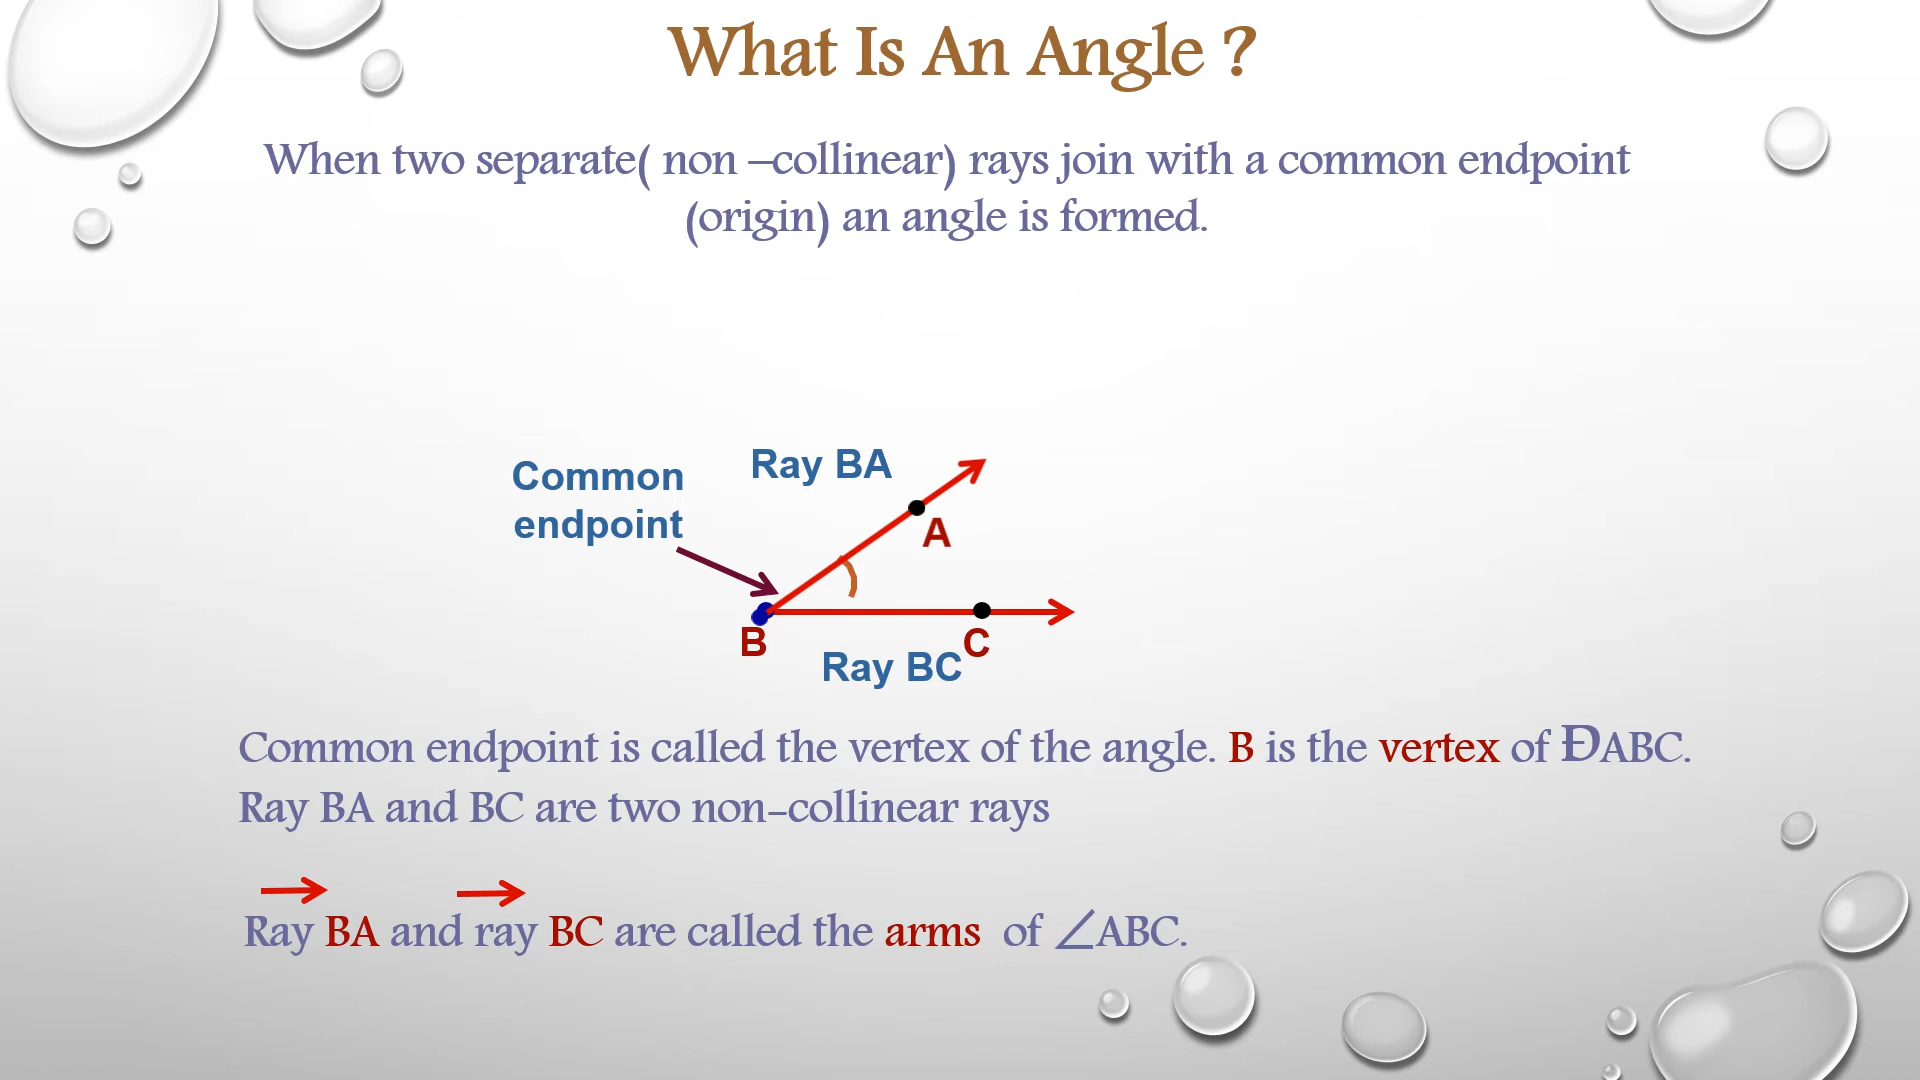 What Is An Angle ?
When two separate( non –collinear) rays join with a common endpoint
(origin) an angle is formed.
Common
endpoint
Ray BA
A
B
C
Ray BC
Common endpoint is called the vertex of the angle. B is the vertex of ÐABC.
Ray BA and BC are two non-collinear rays
Ray BA and ray BC are called the arms of ∠ABC.